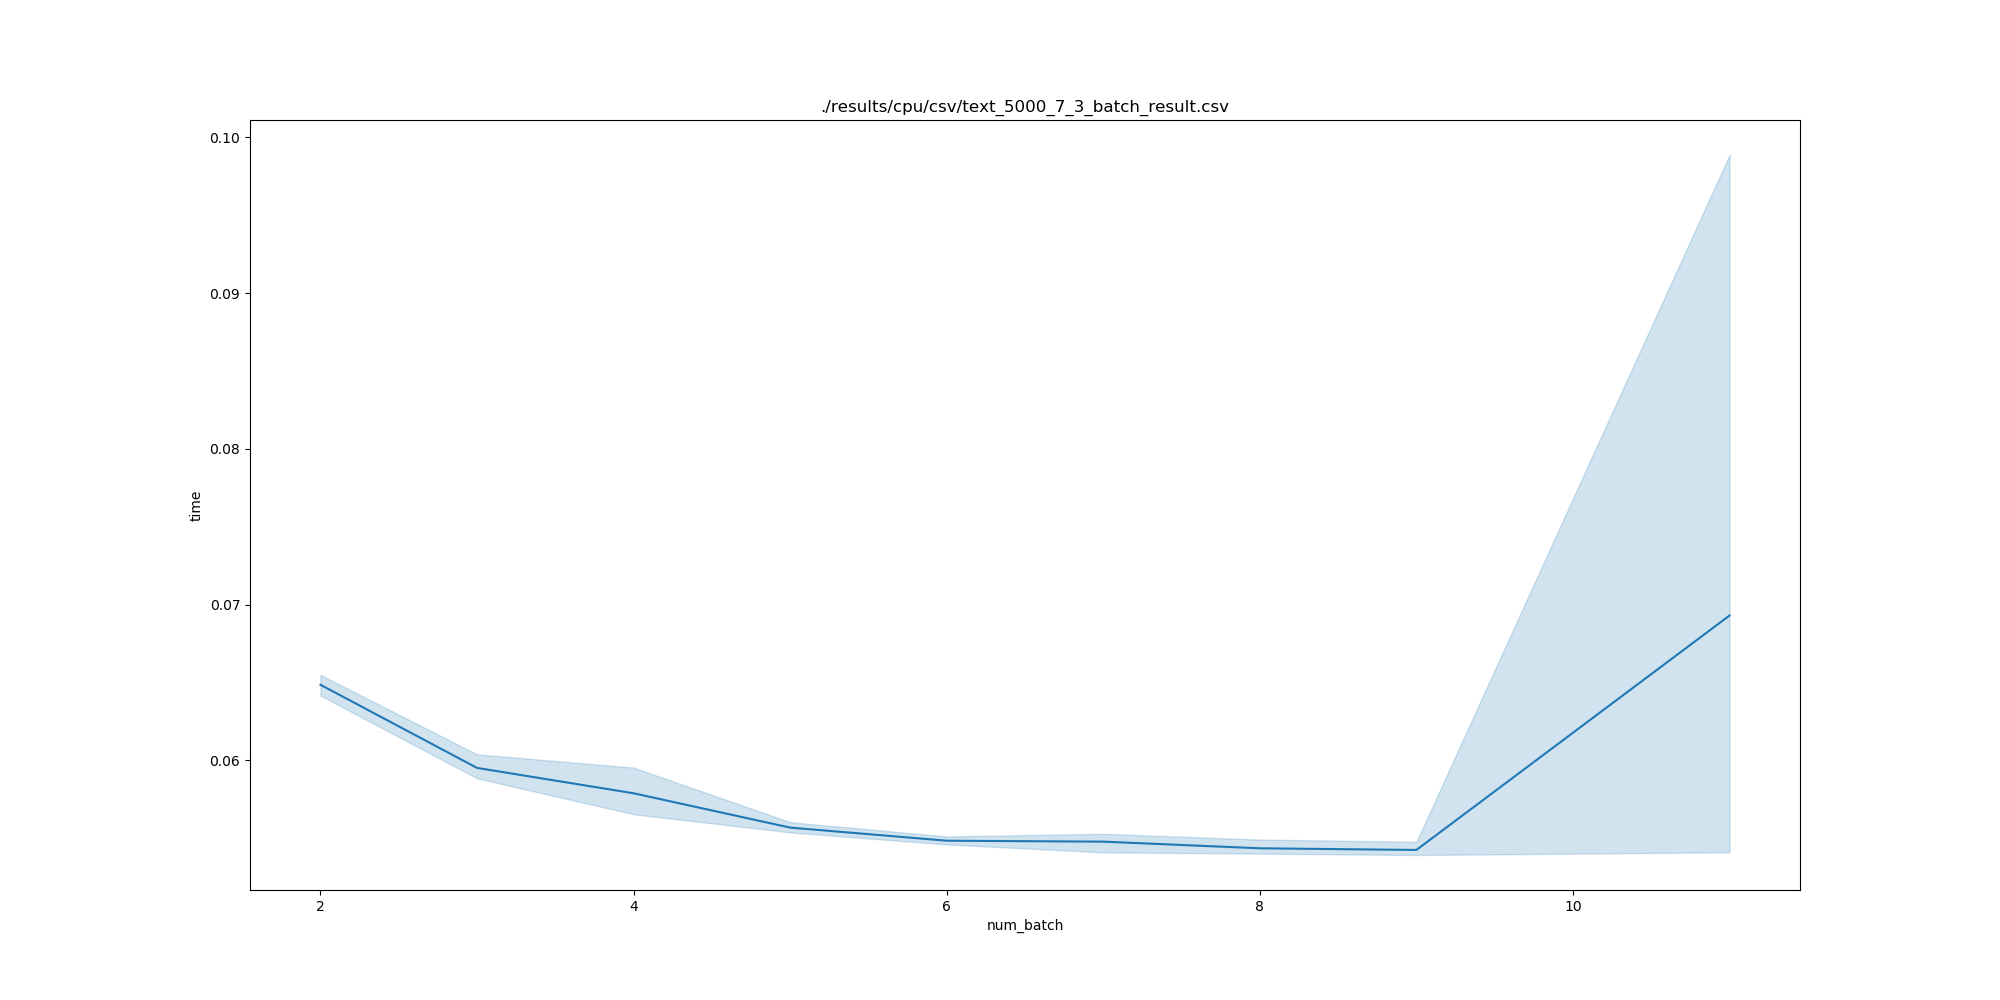 ./results/cpu/csv/text_5000_7_3_batch_result.csv
0.10
0.09
0.08
0.07
0.06
time
2 4 6 8 10
num_batch